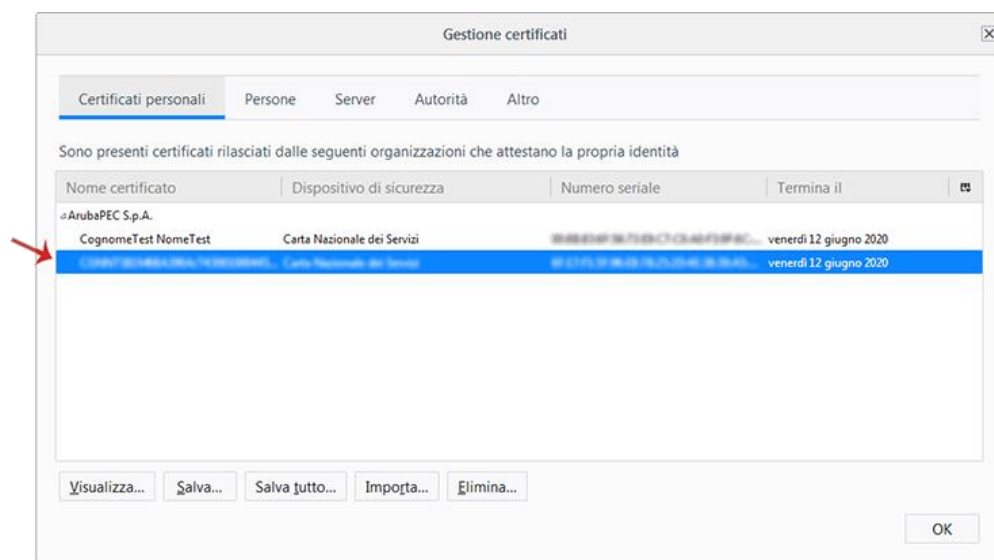 Gestione certificati
Certificati personali Persone Server Autorità Altro
Sono presenti certificati rilasciati dalle seguenti organizzazioni che attestano la propria identità
Nome certificato Dispositivo di sicurezza Numero seriale Termina il
ArubaPEC S.p.A.
CognomeTest NomeTest Carta Nazionale dei Servizi venerdì 12 giugno 2020
Carta Nazionale dei Servizi venerdì 12 giugno 2020
Visualizza... Salva... Salva tutto... Importa... Elimina...
OK